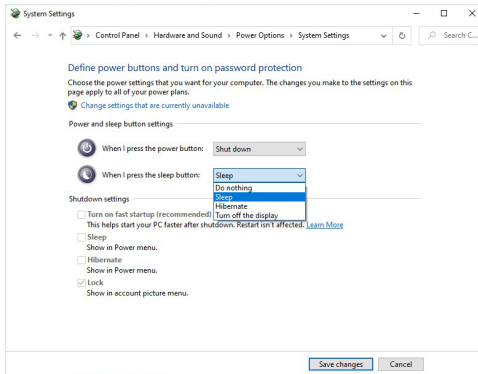 System Settings
Control Panel > Hardware and Sound > Power Options > System Settings
Search C...
Define power buttons and turn on password protection
Choose the power settings that you want for your computer. The changes you make to the settings on this
page apply to all of your power plans.
Change settings that are currently unavailable
Power and sleep button settings
When I press the power button: Shut down
When I press the sleep button: Sleep
Do nothing
Sleep
Hibernate
Turn off the display
Shutdown settings
Turn on fast startup (recommended)
This helps start your PC faster after shutdown. Restart isn't affected. Learn More
Sleep
Show in Power menu.
Hibernate
Show in Power menu.
Lock
Show in account picture menu.
Save changes Cancel